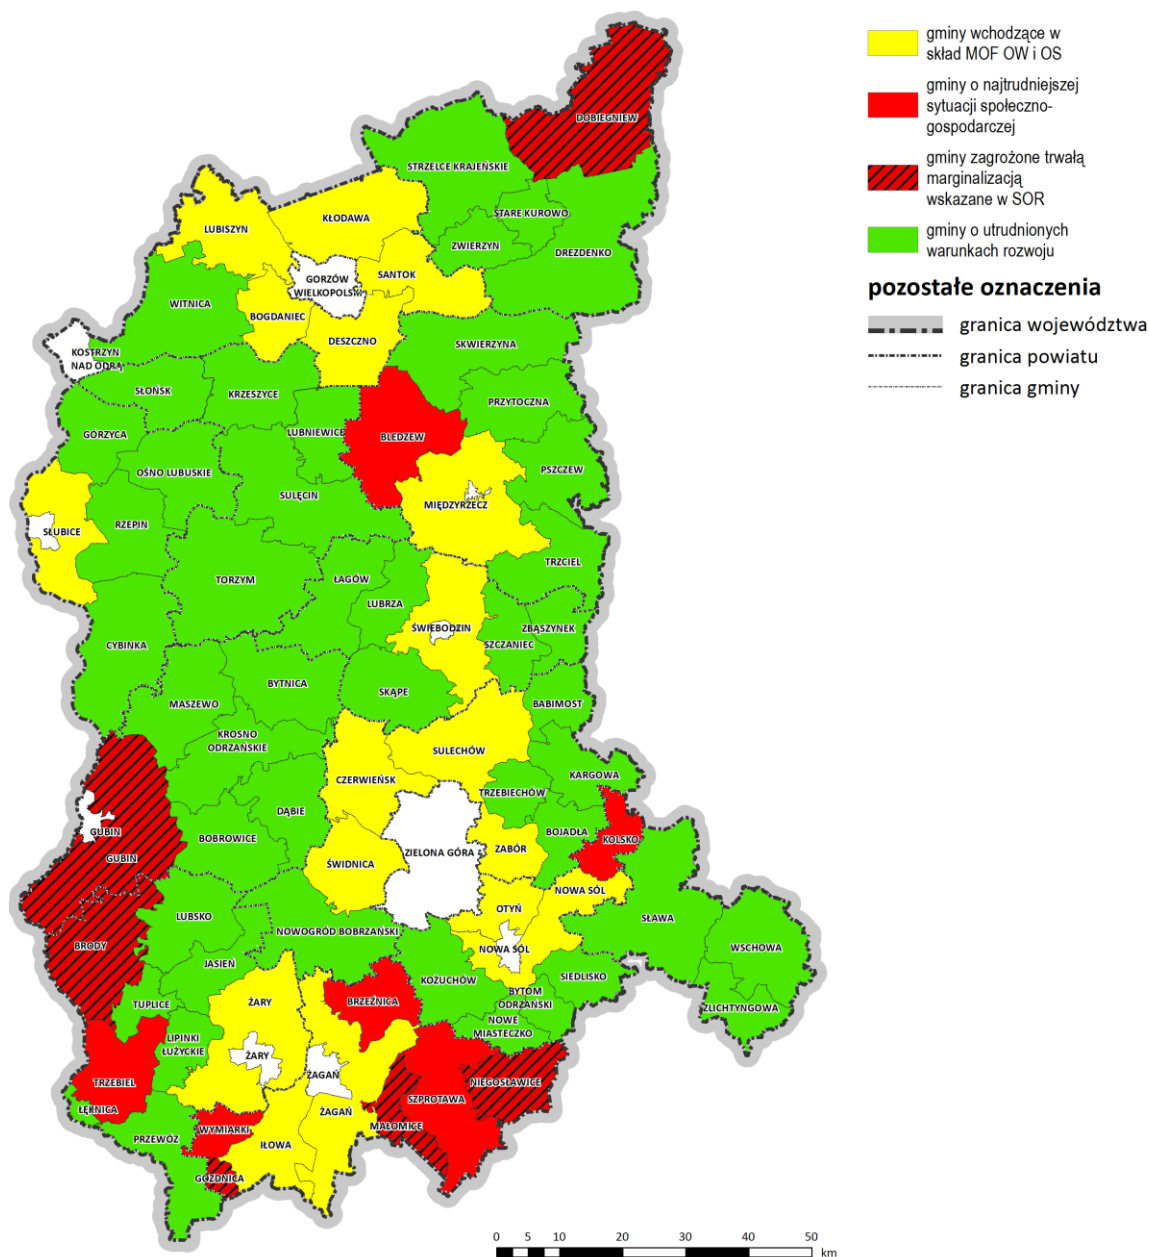 gminy wchodzące w
skład MOF OW i OS
gminy o najtrudniejszej
sytuacji społeczno-
gospodarczej
gminy zagrożone trwałą
marginalizacją
wskazane w SOR
gminy o utrudnionych
warunkach rozwoju
pozostałe oznaczenia
granica województwa
granica powiatu
granica gminy
DOBIEGNIEW
STRZELCE KRAJEŃSKIE
STARE KUROWO
KŁODAWA
LUBISZYN
ZWIERZYN
DREZDENKO
SANTOK
GORZÓW
WIELKOPOLSKI
WITNICA
BOGDANIEC
DESZCZNO
SKWIERZYNA
KOSTRZYN
NAD ODRĄ
SŁOŃSK
KRZESZYCE
PRZYTOCZNA
GÓRZYCA
LUBNIEWICE
BLEDZEW
OŚNO LUBUSKIE
PSZCZEW
SULĘCIN
MIĘDZYRZECZ
RZEPIN
SŁUBICE
TRZCIEL
TORZYM
ŁAGÓW
LUBRZA
ŚWIEBODZIN
ZBĄSZYNEK
CYBINKA
SZCZANIEC
BYTNICA
SKĄPE
MASZEWO
BABIMOST
KROSNO
ODRZAŃSKIE
SULECHÓW
CZERWIEŃSK
KARGOWA
TRZEBIECHÓW
DĄBIE
GUBIN
BOJADŁA
BOBROWICE
KOLSKO
ZIELONA GÓRA
ZABÓR
GUBIN
ŚWIDNICA
NOWA SÓL
OTYŃ
LUBSKO
SŁAWA
NOWOGRÓD BOBRZAŃSKI
BRODY
NOWA SÓL
WSCHOWA
JASIEŃ
KOŻUCHÓW
SIEDLISKO
BYTOM
ODRZAŃSKI
TUPLICE
ŻARY
BRZEŹNICA
ZLICHTYNGOWA
NOWE
MIASTECZKO
LIPINKI
ŁUŻYCKIE
ŻARY
ŻAGAŃ
TRZEBIEL
NIEGOSŁAWICE
SZPROTAWA
ŁĘKNICA
ŻAGAŃ
MAŁOMICE
WYMIARKI
PRZEWÓZ
IŁOWA
GOZDNICA
0 5 10 20 30 40 50
km